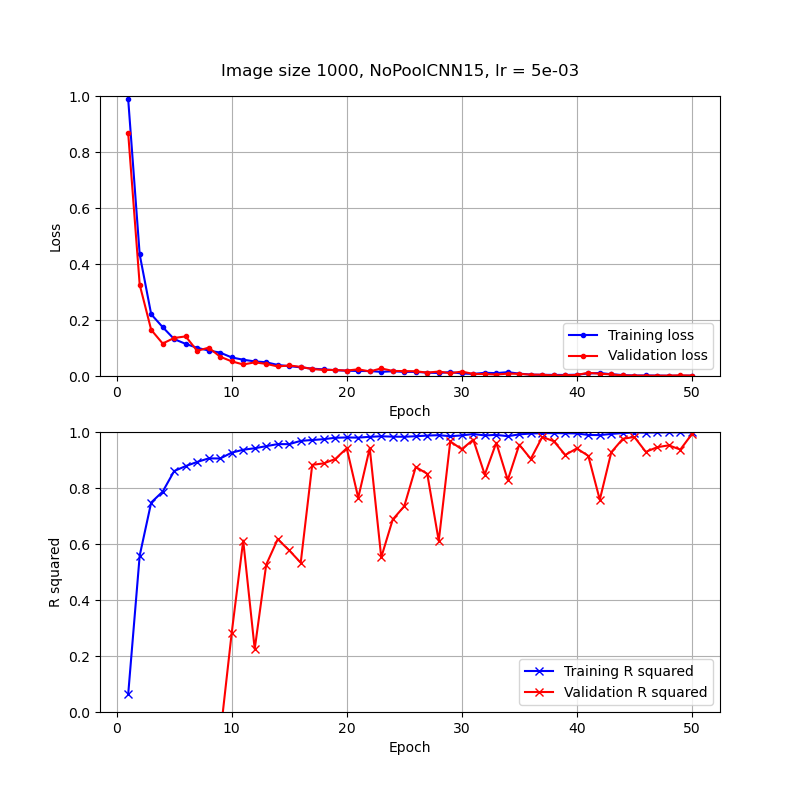 Image size 1000, NoPoolCNN15, lr = 5e-03
1.0
0.8
0.6
0.4
0.2
0.0
Loss
Training loss
Validation loss
0 10 20 30 40 50
Epoch
1.0
0.8
0.6
0.4
0.2
0.0
R squared
Training R squared
Validation R squared
0 10 20 30 40 50
Epoch